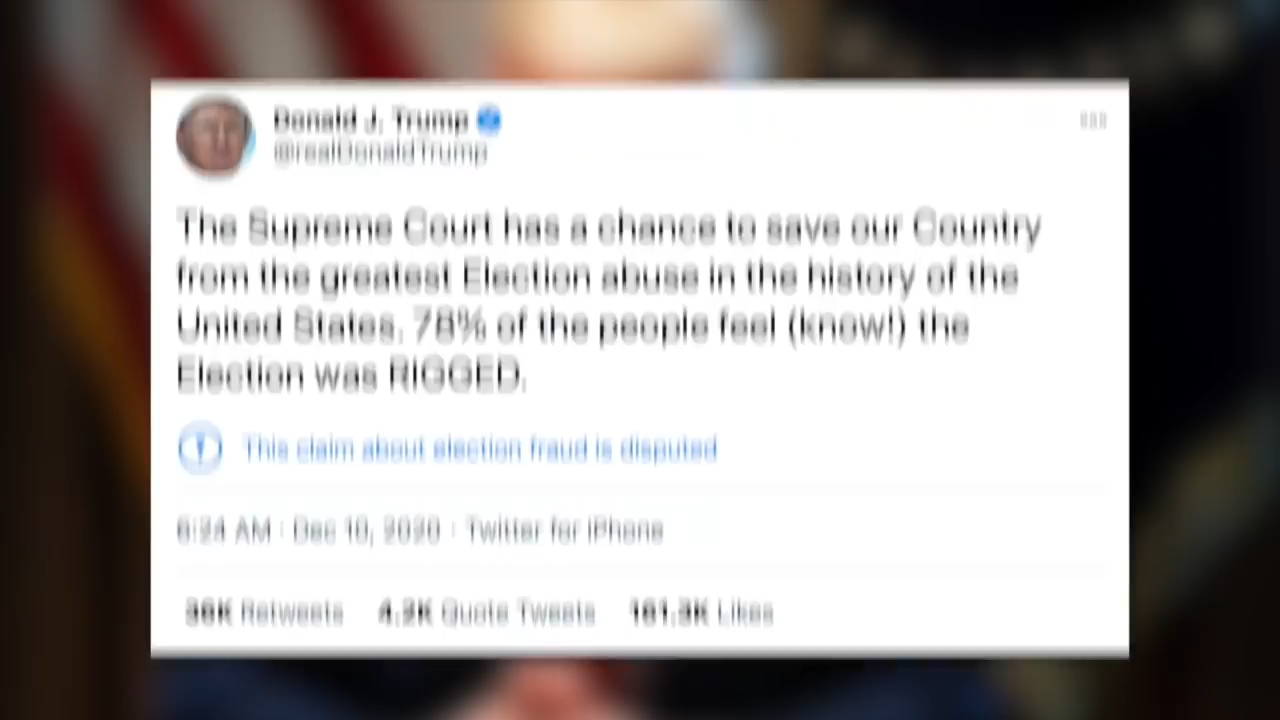 Donald J. Trump
@realDonaldTrump
The Supreme Court has a chance to save our Country
from the greatest Election abuse in the history of the
United States. 78% of the people feel (know!) the
Election was RIGGED.
This claim about election fraud is disputed
6:24 AM · Dec 10, 2020 · Twitter for iPhone
36K Retweets 4.2K Quote Tweets 161.3K Likes